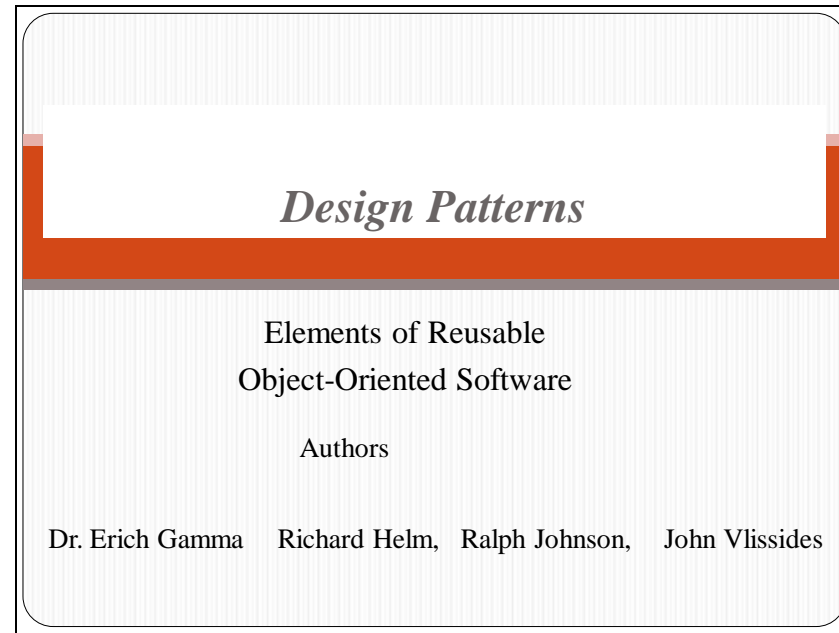 Design Patterns
Elements of Reusable
Object-Oriented Software
Authors
Dr. Erich Gamma Richard Helm, Ralph Johnson, John Vlissides